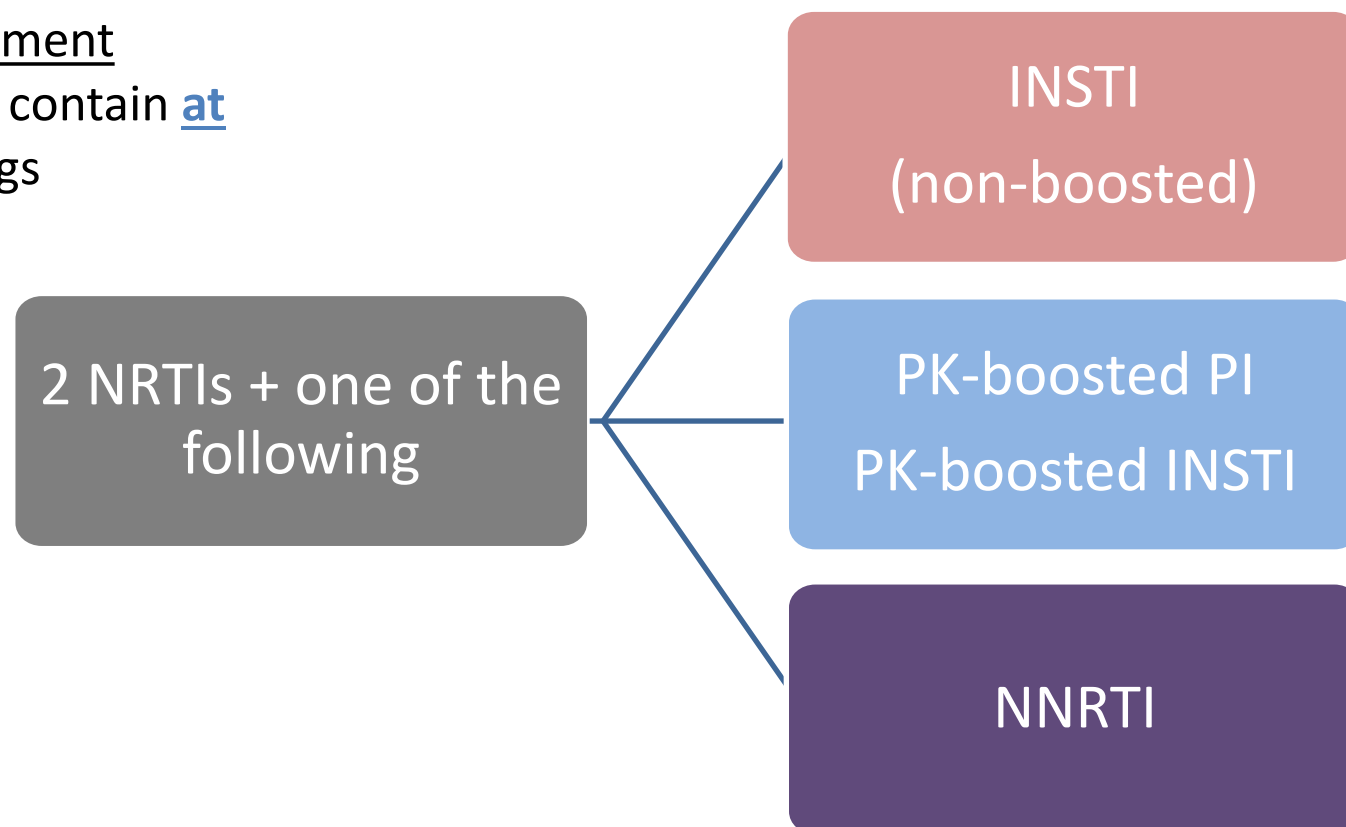 ment
contain at
gs
INSTI
(non-boosted)
2 NRTIs + one of the
following
PK-boosted PI
PK-boosted INSTI
NNRTI